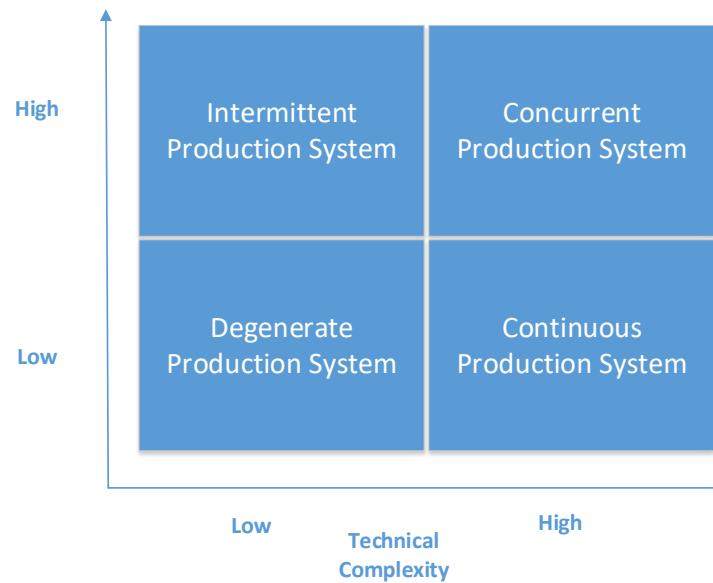 High
Intermittent
Production System
Concurrent
Production System
Low
Degenerate
Production System
Continuous
Production System
Low
High
Technical
Complexity